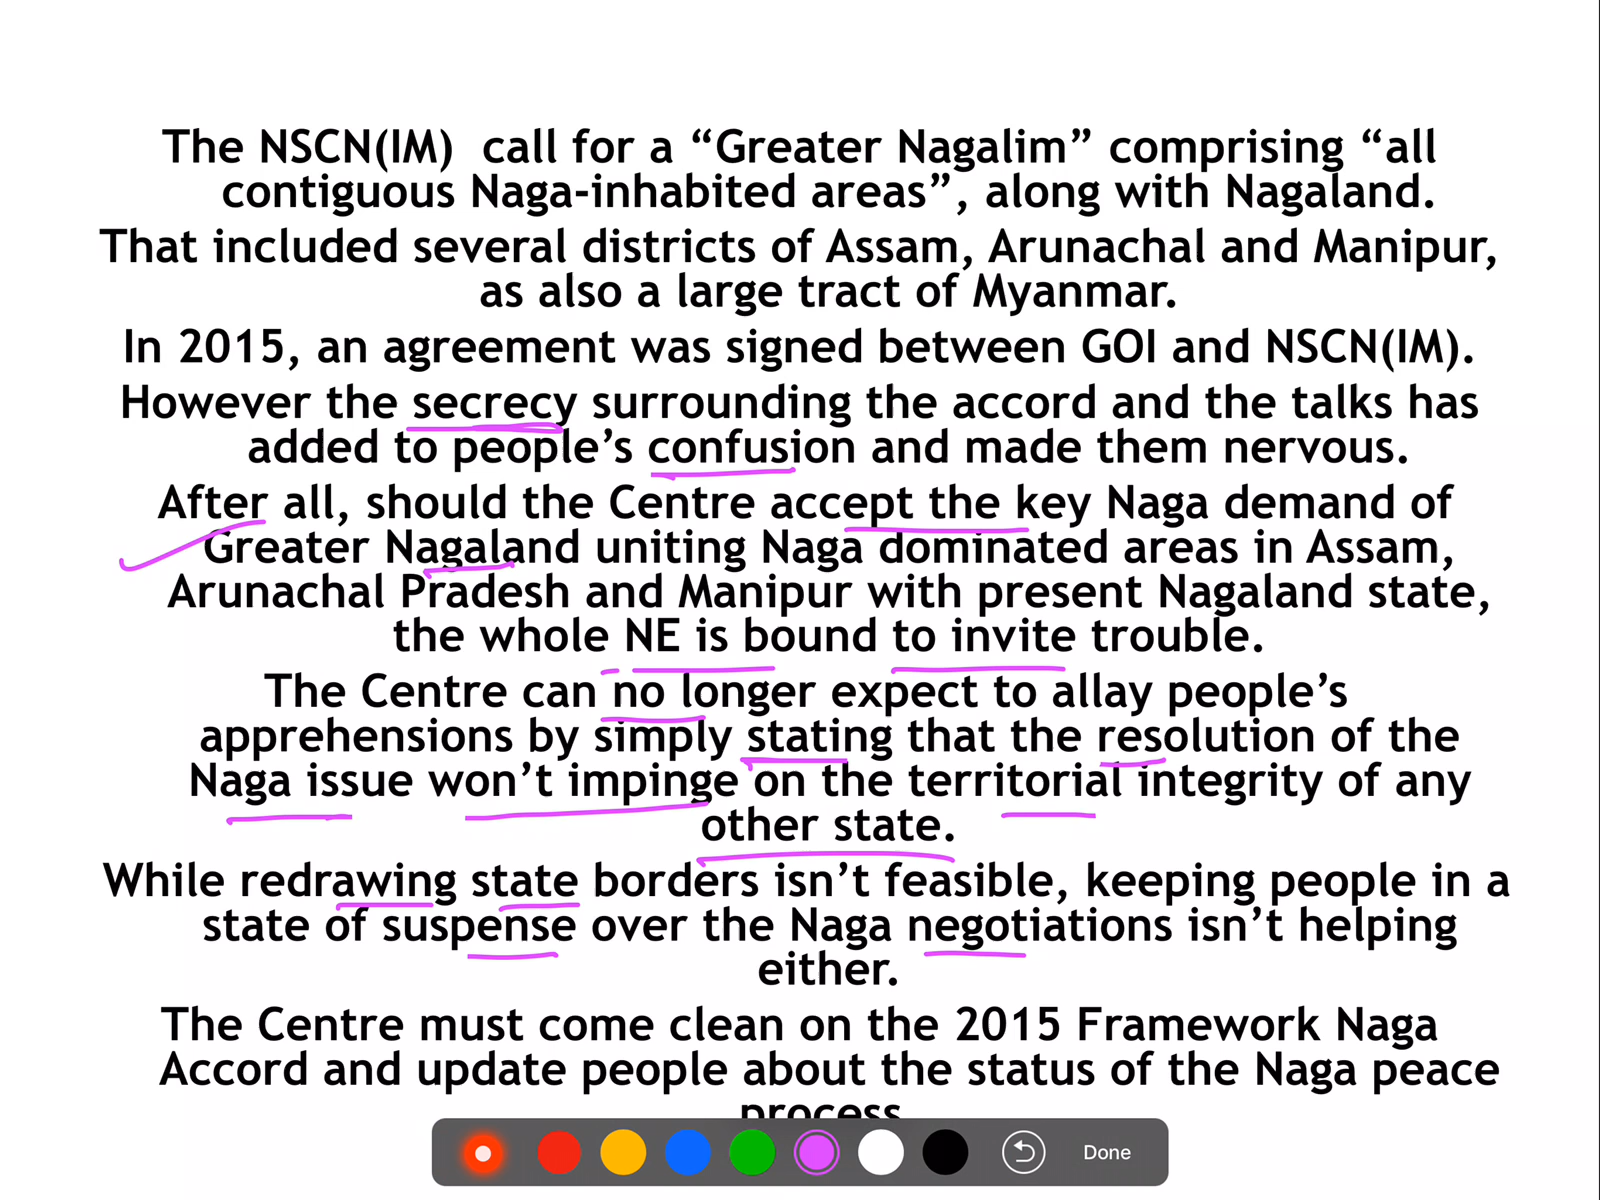 The NSCN(IM)  call for a “Greater Nagalim” comprising “all
contiguous Naga-inhabited areas”, along with Nagaland.
That included several districts of Assam, Arunachal and Manipur,
as also a large tract of Myanmar.
In 2015, an agreement was signed between GOI and NSCN(IM).
However the secrecy surrounding the accord and the talks has
added to people’s confusion and made them nervous.
After all, should the Centre accept the key Naga demand of
Greater Nagaland uniting Naga dominated areas in Assam,
Arunachal Pradesh and Manipur with present Nagaland state,
the whole NE is bound to invite trouble.
The Centre can no longer expect to allay people’s
apprehensions by simply stating that the resolution of the
Naga issue won’t impinge on the territorial integrity of any
other state.
While redrawing state borders isn’t feasible, keeping people in a
state of suspense over the Naga negotiations isn’t helping
either.
The Centre must come clean on the 2015 Framework Naga
Accord and update people about the status of the Naga peace
process
Done